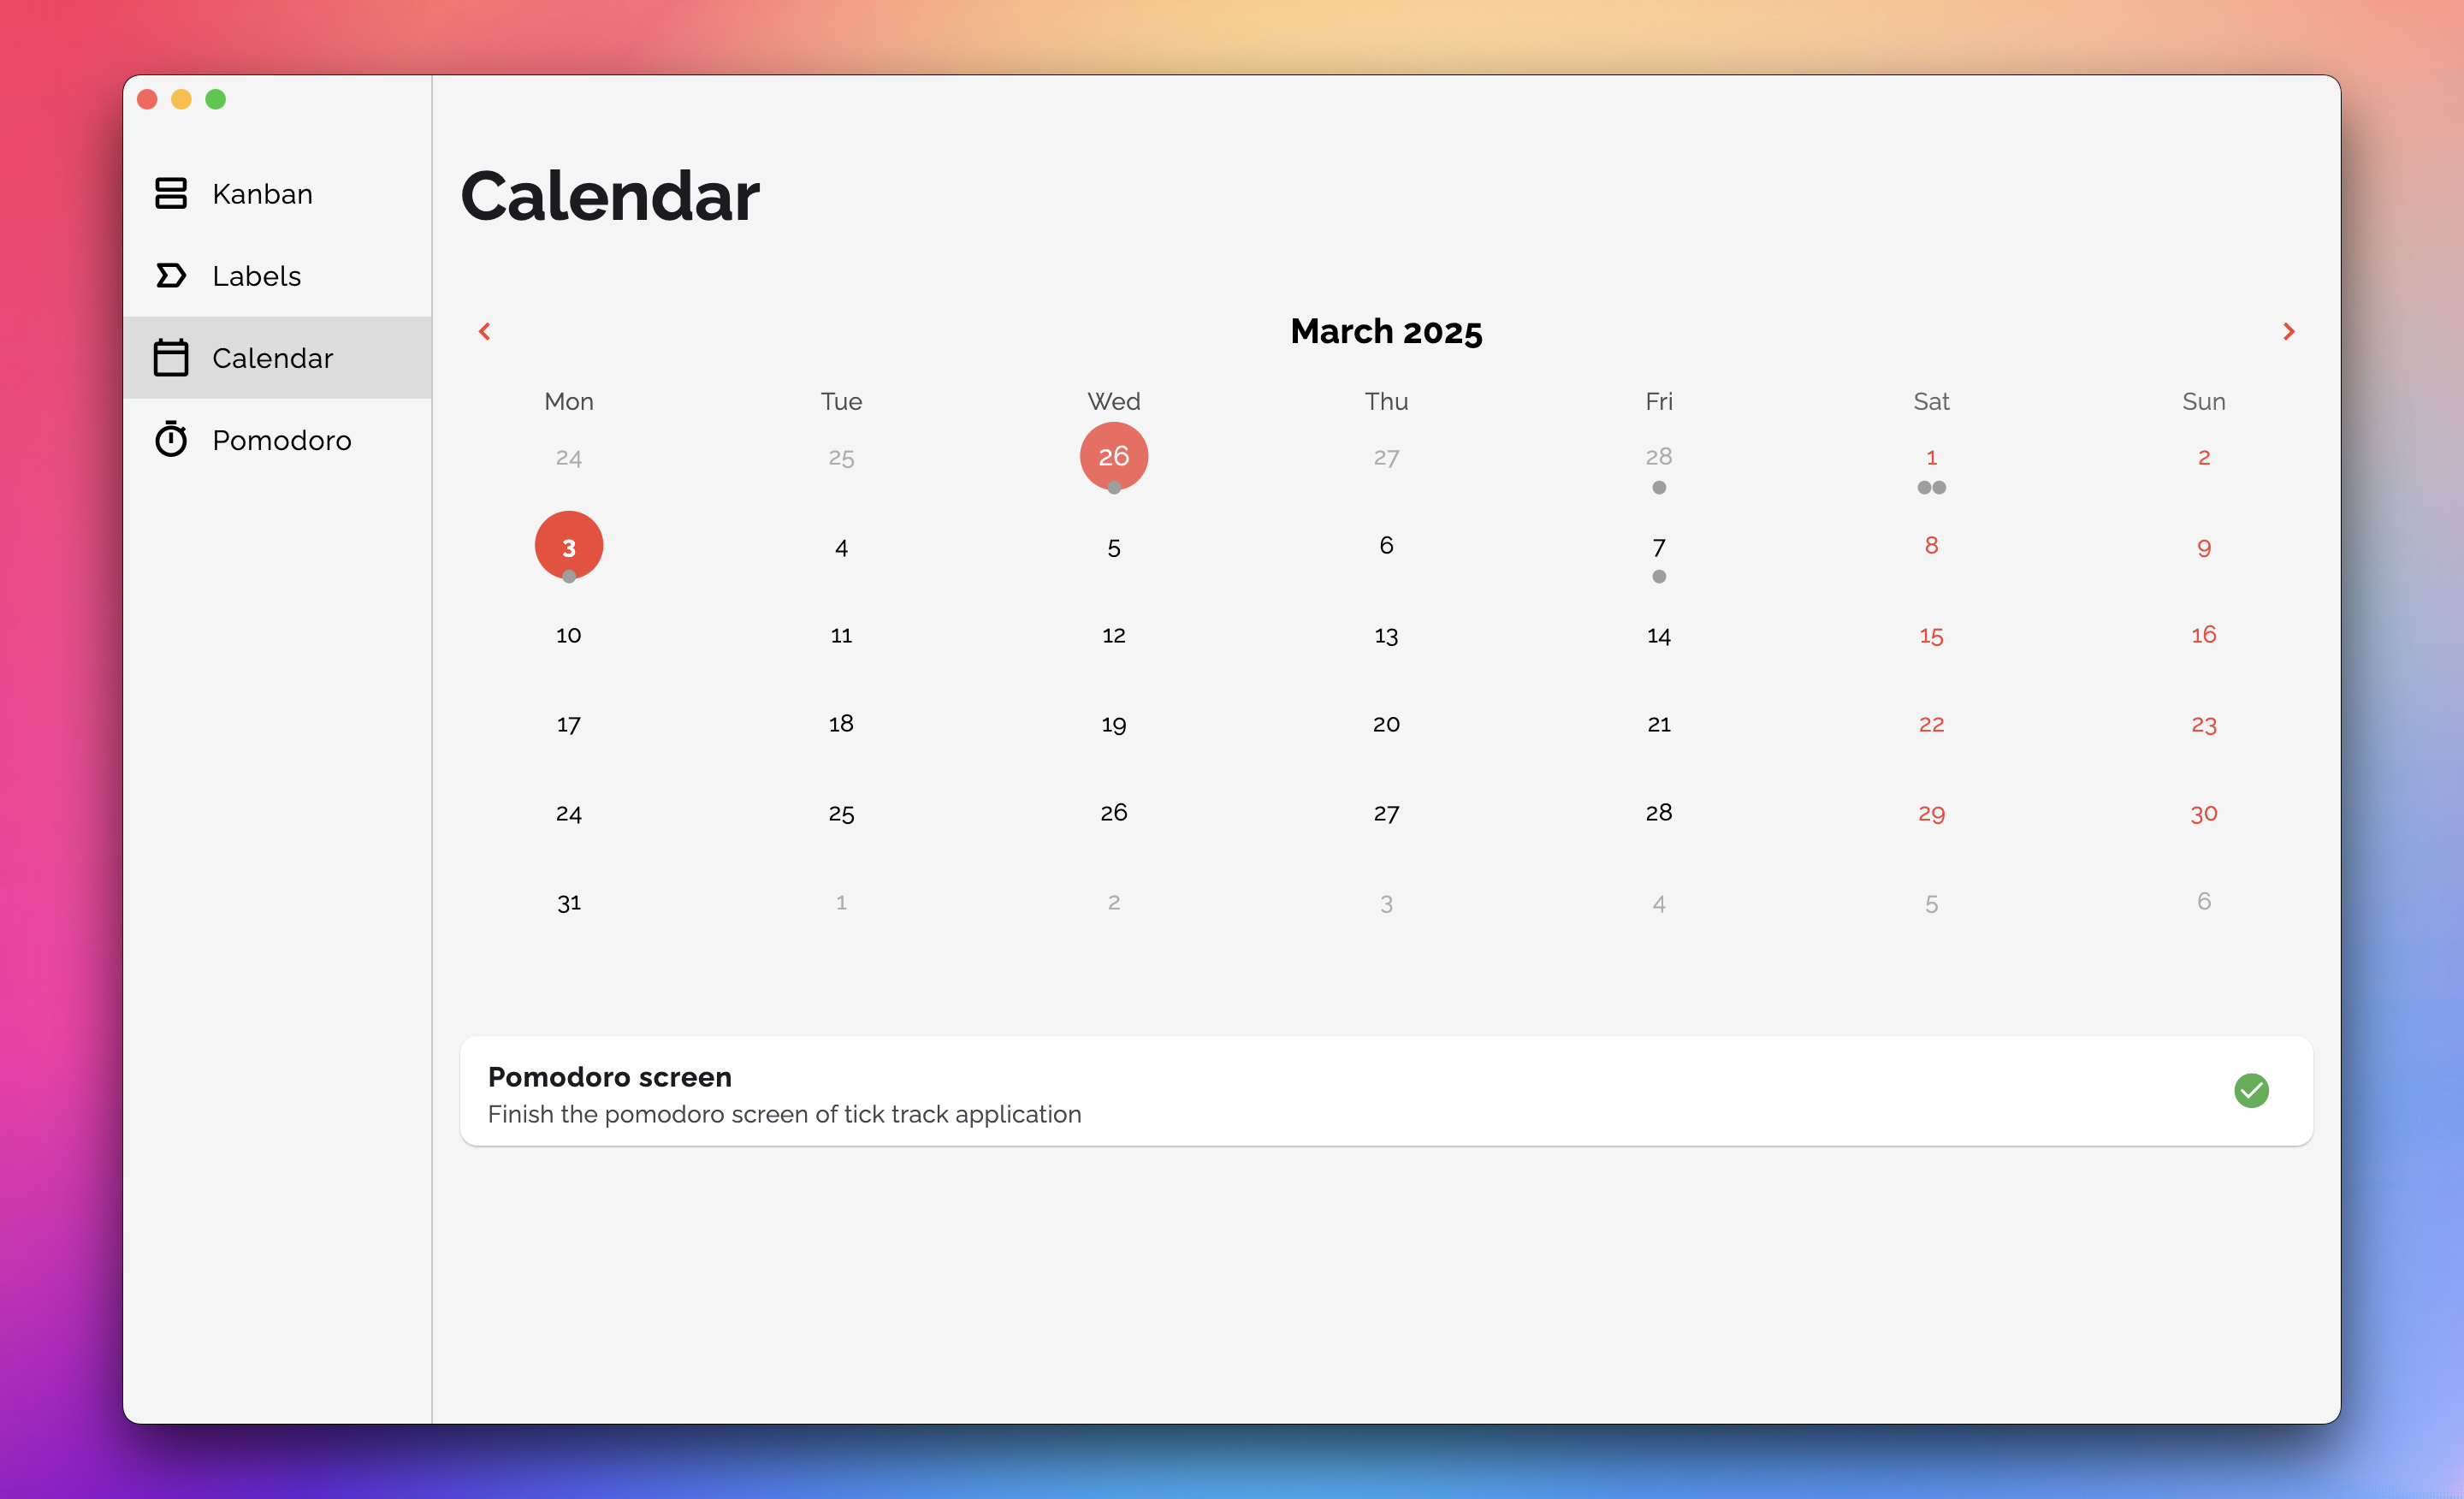 Kanban
Labels
Calendar
Pomodoro
Calendar
March 2025
Mon Tue Wed Thu Fri Sat Sun
24 25 26 27 28 1 2
3 4 5 6 7 8 9
10 11 12 13 14 15 16
17 18 19 20 21 22 23
24 25 26 27 28 29 30
31 1 2 3 4 5 6
Pomodoro screen
Finish the pomodoro screen of tick track application